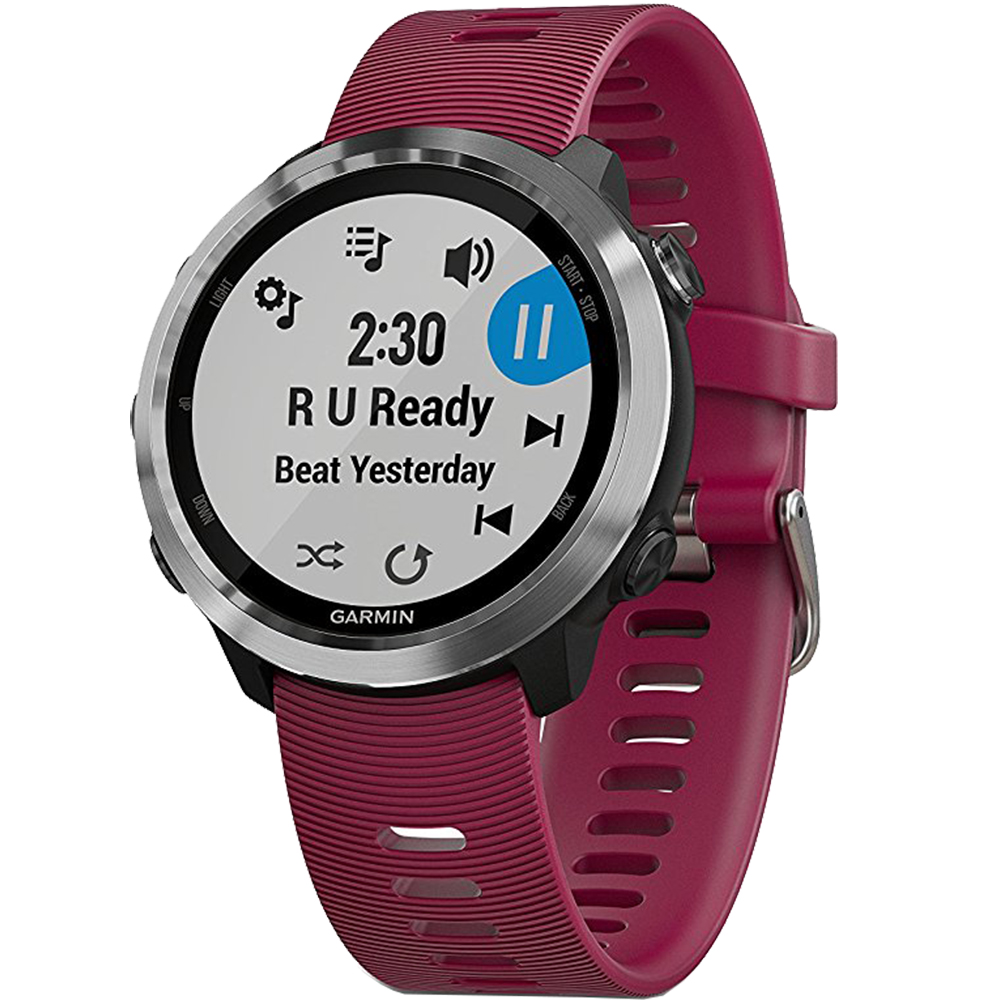 LIGHT
START • STOP
2:30
UP
R U Ready
Beat Yesterday
DOWN
BACK
GARMIN